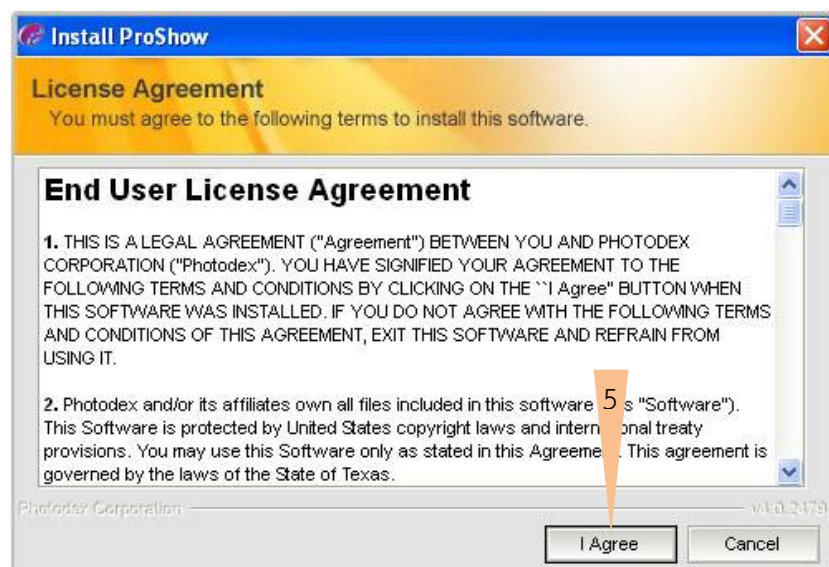 Install ProShow
License Agreement
You must agree to the following terms to install this software.
End User License Agreement
1. THIS IS A LEGAL AGREEMENT ("Agreement") BETWEEN YOU AND PHOTODEX
CORPORATION ("Photodex"). YOU HAVE SIGNIFIED YOUR AGREEMENT TO THE
FOLLOWING TERMS AND CONDITIONS BY CLICKING ON THE ``I Agree" BUTTON WHEN
THIS SOFTWARE WAS INSTALLED. IF YOU DO NOT AGREE WITH THE FOLLOWING TERMS
AND CONDITIONS OF THIS AGREEMENT, EXIT THIS SOFTWARE AND REFRAIN FROM
USING IT.
2. Photodex and/or its affiliates own all files included in this software "Software").
This Software is protected by United States copyright laws and treaty
provisions. You may use this Software only as stated in this Agreement. This agreement is
governed by the laws of the State of Texas.
5
Photodex Corporation
v4.0.2479
I Agree
Cancel